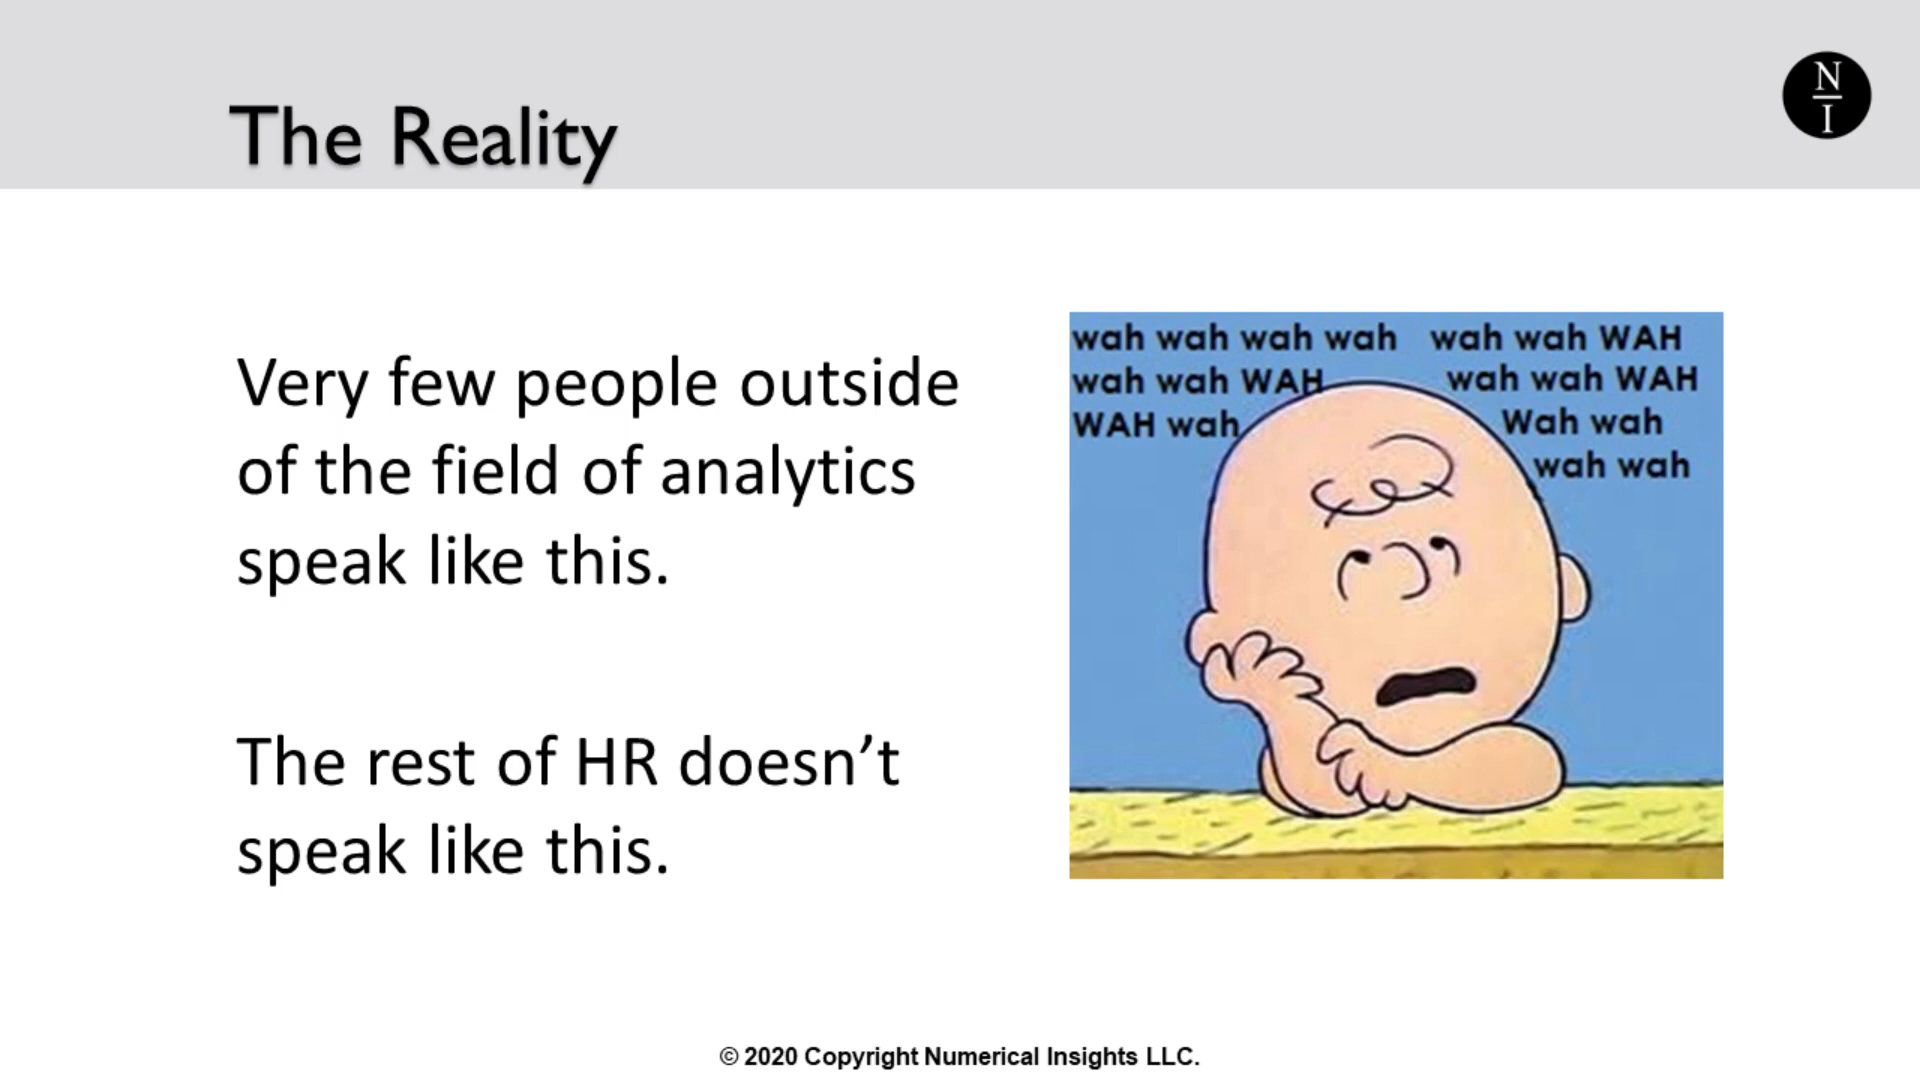 The Reality
N
I
Very few people outside
of the field of analytics
speak like this.
The rest of HR doesn’t
speak like this.
wah wah wah wah wah wah WAH
wah wah WAH wah wah WAH
WAH wah Wah wah
wah wah
© 2020 Copyright Numerical Insights LLC.